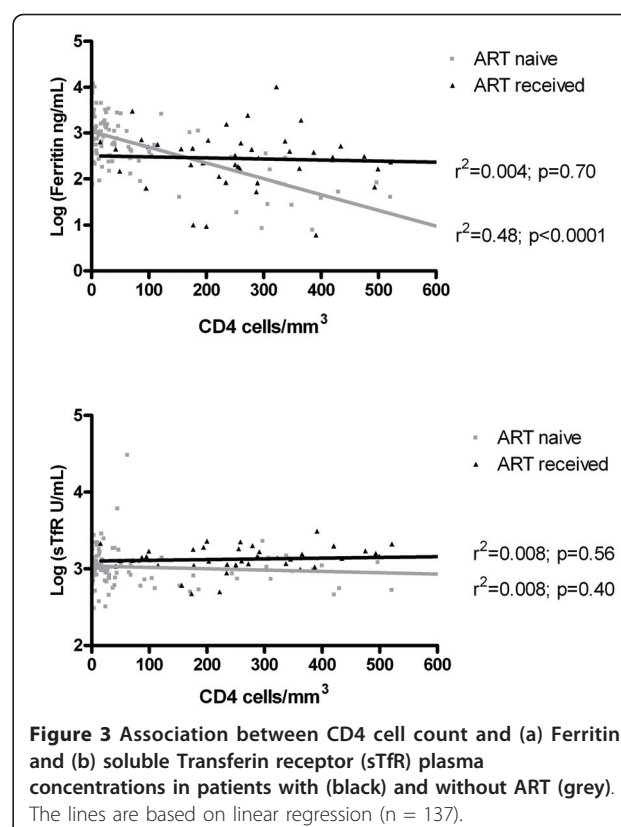 ART naive
ART received
5
4
3
2
1
0
Log (Ferritin ng/mL)
r²=0.004; p=0.70
r²=0.48; p<0.0001
0 100 200 300 400 500 600
CD4 cells/mm³
ART naive
ART received
5
4
3
2
Log (sTfR U/mL)
r²=0.008; p=0.56
r²=0.008; p=0.40
0 100 200 300 400 500 600
CD4 cells/mm³
Figure 3 Association between CD4 cell count and (a) Ferritin
and (b) soluble Transferin receptor (sTfR) plasma
concentrations in patients with (black) and without ART (grey).
The lines are based on linear regression (n = 137).